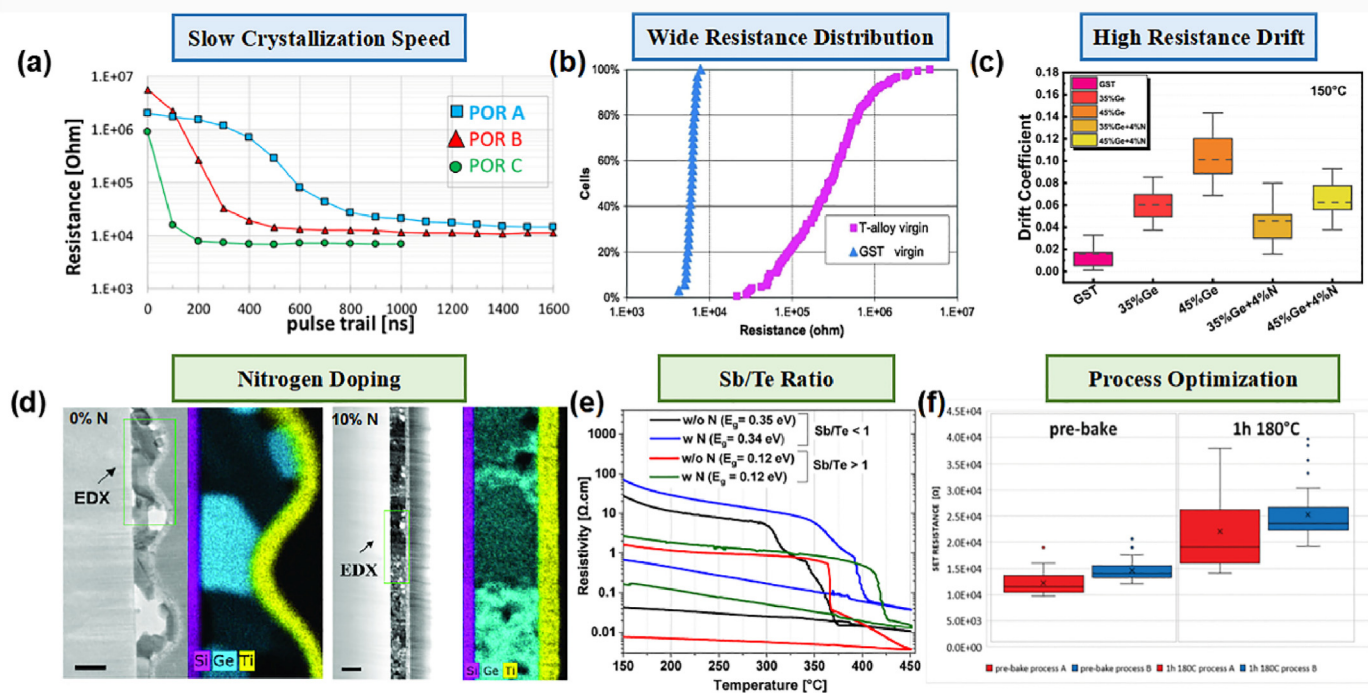 Slow Crystallization Speed
Wide Resistance Distribution
High Resistance Drift
(a)
Resistance [Ohm]
1.E+07
1.E+06
1.E+05
1.E+04
1.E+03
POR A
POR B
POR C
0 200 400 600 800 1000 1200 1400 1600
pulse trail [ns]
(b)
Cells
100%
80%
60%
40%
20%
0%
T-alloy virgin
GST virgin
1.E+03 1.E+04 1.E+05 1.E+06 1.E+07
Resistance (ohm)
(c)
Drift Coefficient
0.18
0.16
0.14
0.12
0.10
0.08
0.06
0.04
0.02
0.00
GST
35%Ge
45%Ge
35%Ge+4%N
45%Ge+4%N
150°C
GST 35%Ge 45%Ge 35%Ge+4%N 45%Ge+4%N
Nitrogen Doping
Sb/Te Ratio
Process Optimization
(d)
0% N
EDX
Si Ge Ti
10% N
EDX
Si Ge Ti
(e)
Resistivity [Ω.cm]
1000
100
10
1
0.1
0.01
w/o N (Eg= 0.35 eV)
w N (Eg= 0.34 eV)
Sb/Te < 1
w/o N (Eg= 0.12 eV)
w N (Eg= 0.12 eV)
Sb/Te > 1
150 200 250 300 350 400 450
Temperature [°C]
(f)
SET RESISTANCE [Ω]
4.5E+04
4.0E+04
3.5E+04
3.0E+04
2.5E+04
2.0E+04
1.5E+04
1.0E+04
5.0E+03
0.0E+00
pre-bake
1h 180°C
pre-bake process A pre-bake process B 1h 180C process A 1h 180C process B